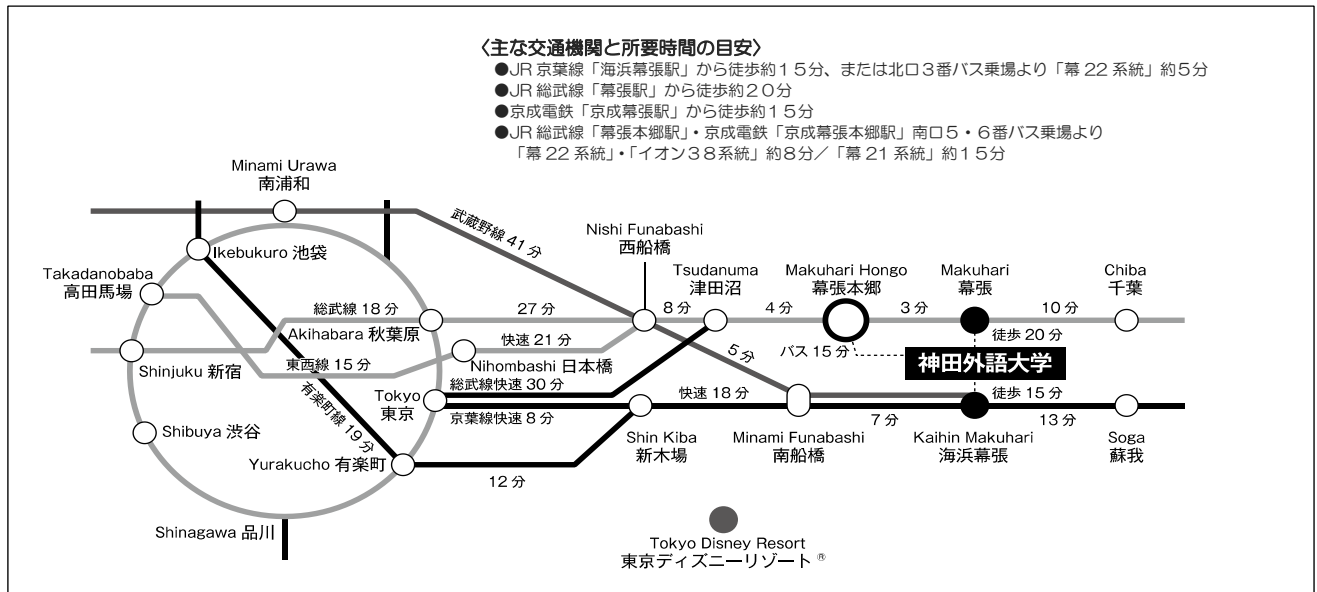 〈主な交通機関と所要時間の目安〉
●JR 京葉線「海浜幕張駅」から徒歩約１５分、または北口３番バス乗場より「幕 22 系統」約５分
●JR 総武線「幕張駅」から徒歩約２０分
●京成電鉄「京成幕張駅」から徒歩約１５分
●JR 総武線「幕張本郷駅」・京成電鉄「京成幕張本郷駅」南口５・６番バス乗場より
「幕 22 系統」・「イオン３８系統」約８分／「幕 21 系統」約１５分
Minami Urawa
南浦和
武蔵野線 41 分
Nishi Funabashi
西船橋
Ikebukuro 池袋
Takadanobaba
高田馬場
Tsudanuma
津田沼
Makuhari Hongo
幕張本郷
Makuhari
幕張
Chiba
千葉
総武線 18 分
27 分
8 分
4 分
3 分
10 分
Akihabara 秋葉原
快速 21 分
徒歩 20 分
バス 15 分
5 分
神田外語大学
Shinjuku 新宿
東西線 15 分
Nihombashi 日本橋
総武線快速 30 分
Tokyo
東京
快速 18 分
徒歩 15 分
有楽町線 19 分
京葉線快速 8 分
7 分
13 分
Shibuya 渋谷
Shin Kiba
新木場
Minami Funabashi
南船橋
Kaihin Makuhari
海浜幕張
Soga
蘇我
Yurakucho 有楽町
12 分
Shinagawa 品川
Tokyo Disney Resort
東京ディズニーリゾート ®